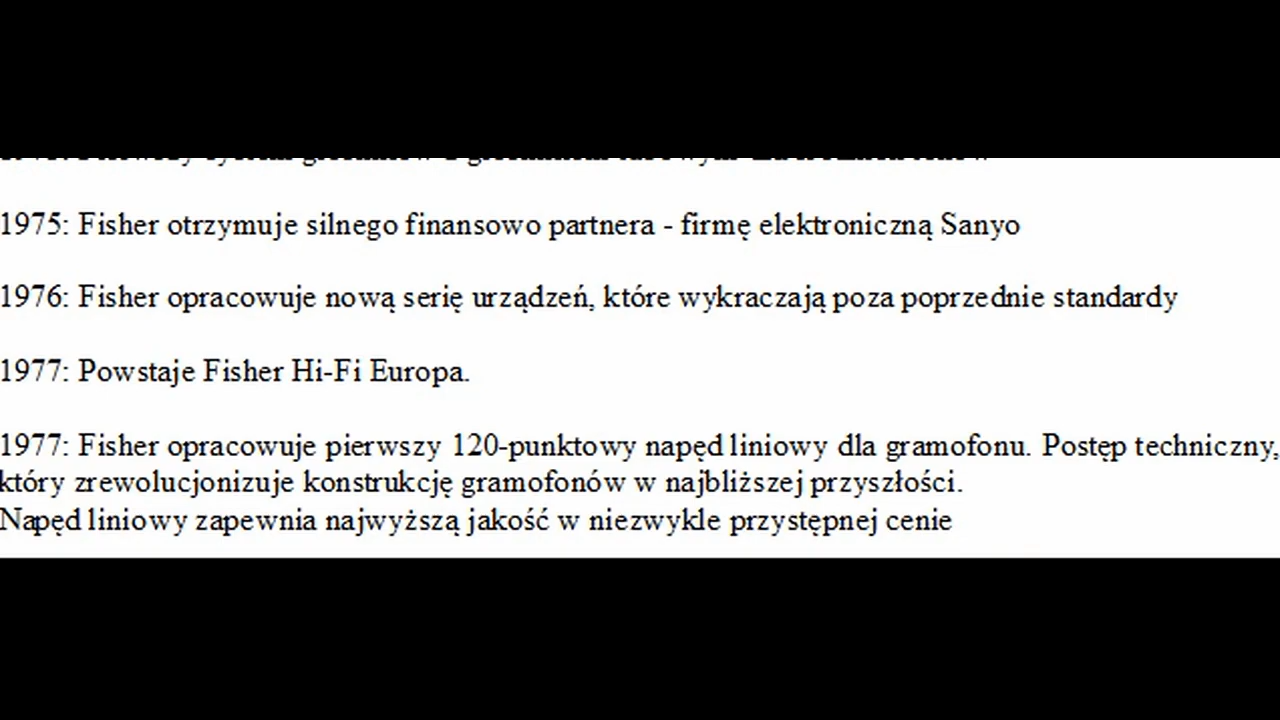 1975: Fisher otrzymuje silnego finansowo partnera - firmę elektroniczną Sanyo
1976: Fisher opracowuje nową serię urządzeń, które wykraczają poza poprzednie standardy
1977: Powstaje Fisher Hi-Fi Europa.
1977: Fisher opracowuje pierwszy 120-punktowy napęd liniowy dla gramofonu. Postęp techniczny,
który zrewolucjonizuje konstrukcję gramofonów w najbliższej przyszłości.
Napęd liniowy zapewnia najwyższą jakość w niezwykle przystępnej cenie